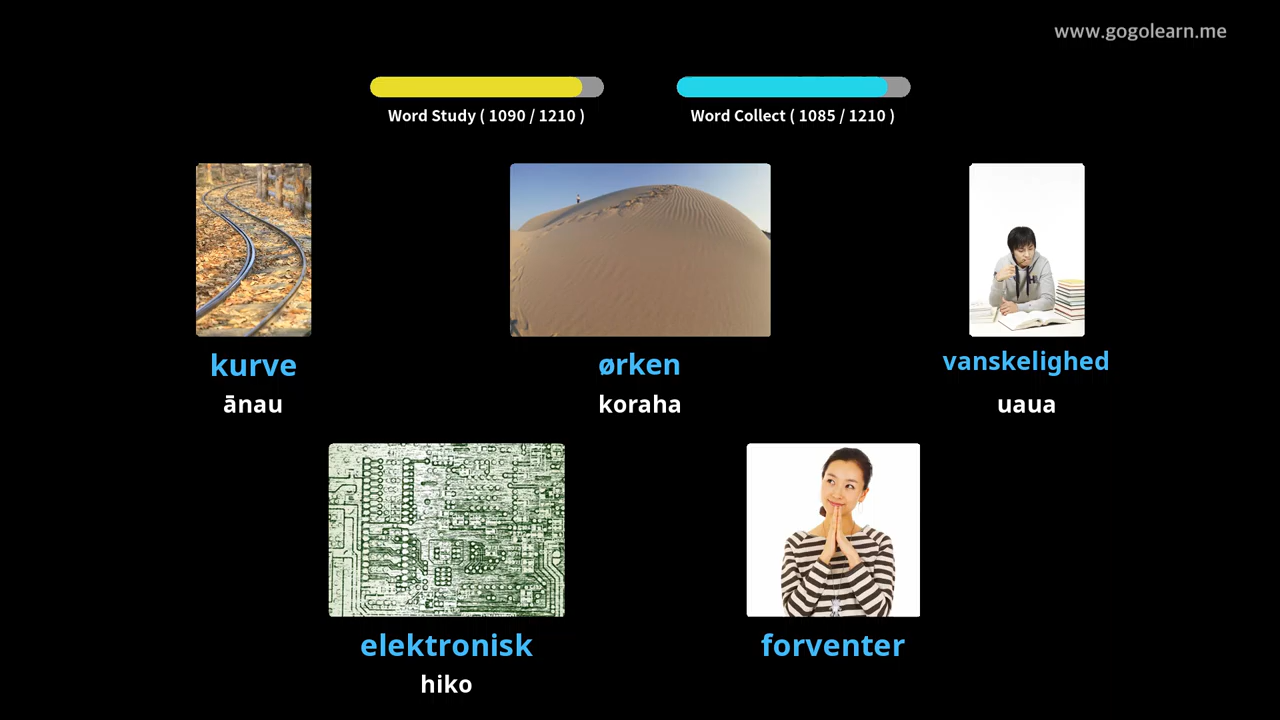 www.gogolearn.me
Word Study ( 1090 / 1210 )
Word Collect ( 1085 / 1210 )
kurve
ānau
ørken
koraha
vanskelighed
uaua
elektronisk
hiko
forventer